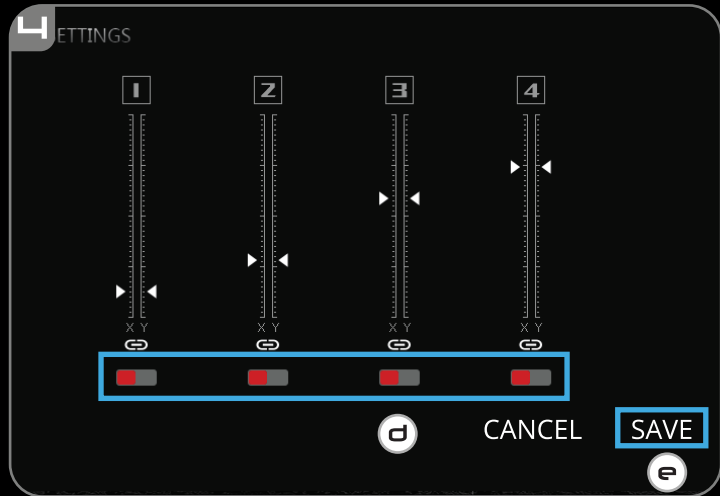 4
ETTINGS
1 2 3 4
X Y X Y X Y X Y
d
CANCEL SAVE
e